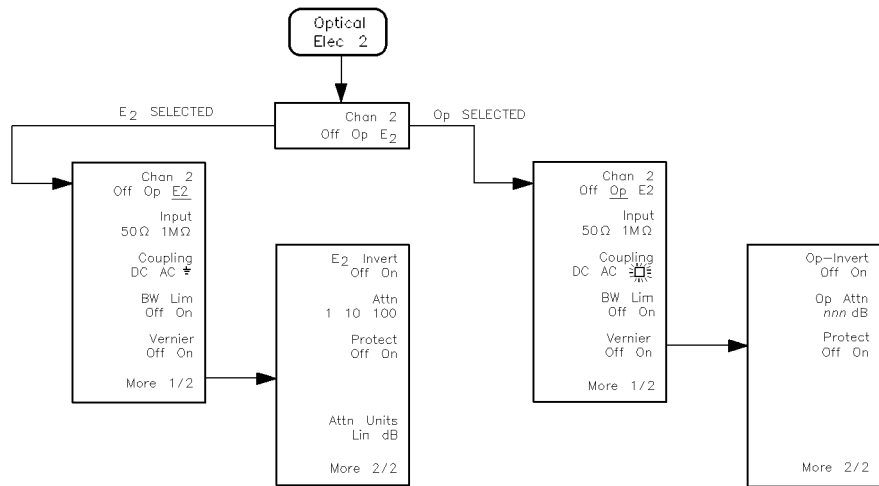 Optical
Elec 2
E2 SELECTED
Chan 2
Off Op E2
Op SELECTED
Chan 2
Off Op E2
Input
50Ω 1MΩ
Coupling
DC AC ⏚
BW Lim
Off On
Vernier
Off On
More 1/2
E2 Invert
Off On
Attn
1 10 100
Protect
Off On
Attn Units
Lin dB
More 2/2
Chan 2
Off Op E2
Input
50Ω 1MΩ
Coupling
DC AC
BW Lim
Off On
Vernier
Off On
More 1/2
Op-Invert
Off On
Op Attn
nnn dB
Protect
Off On
More 2/2